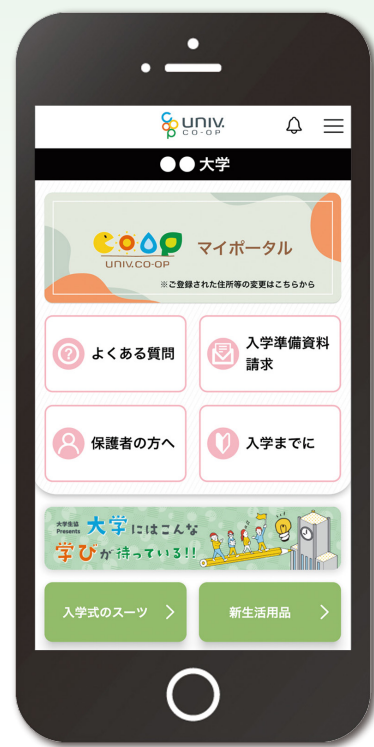 UNIV.
CO-OP
●●大学
coop
UNIV.CO-OP
マイポータル
※ご登録された住所等の変更はこちらから
よくある質問
入学準備資料
請求
保護者の方へ
入学までに
大学生協
Presents
大学にはこんな
学びが待っている!!
入学式のスーツ
新生活用品